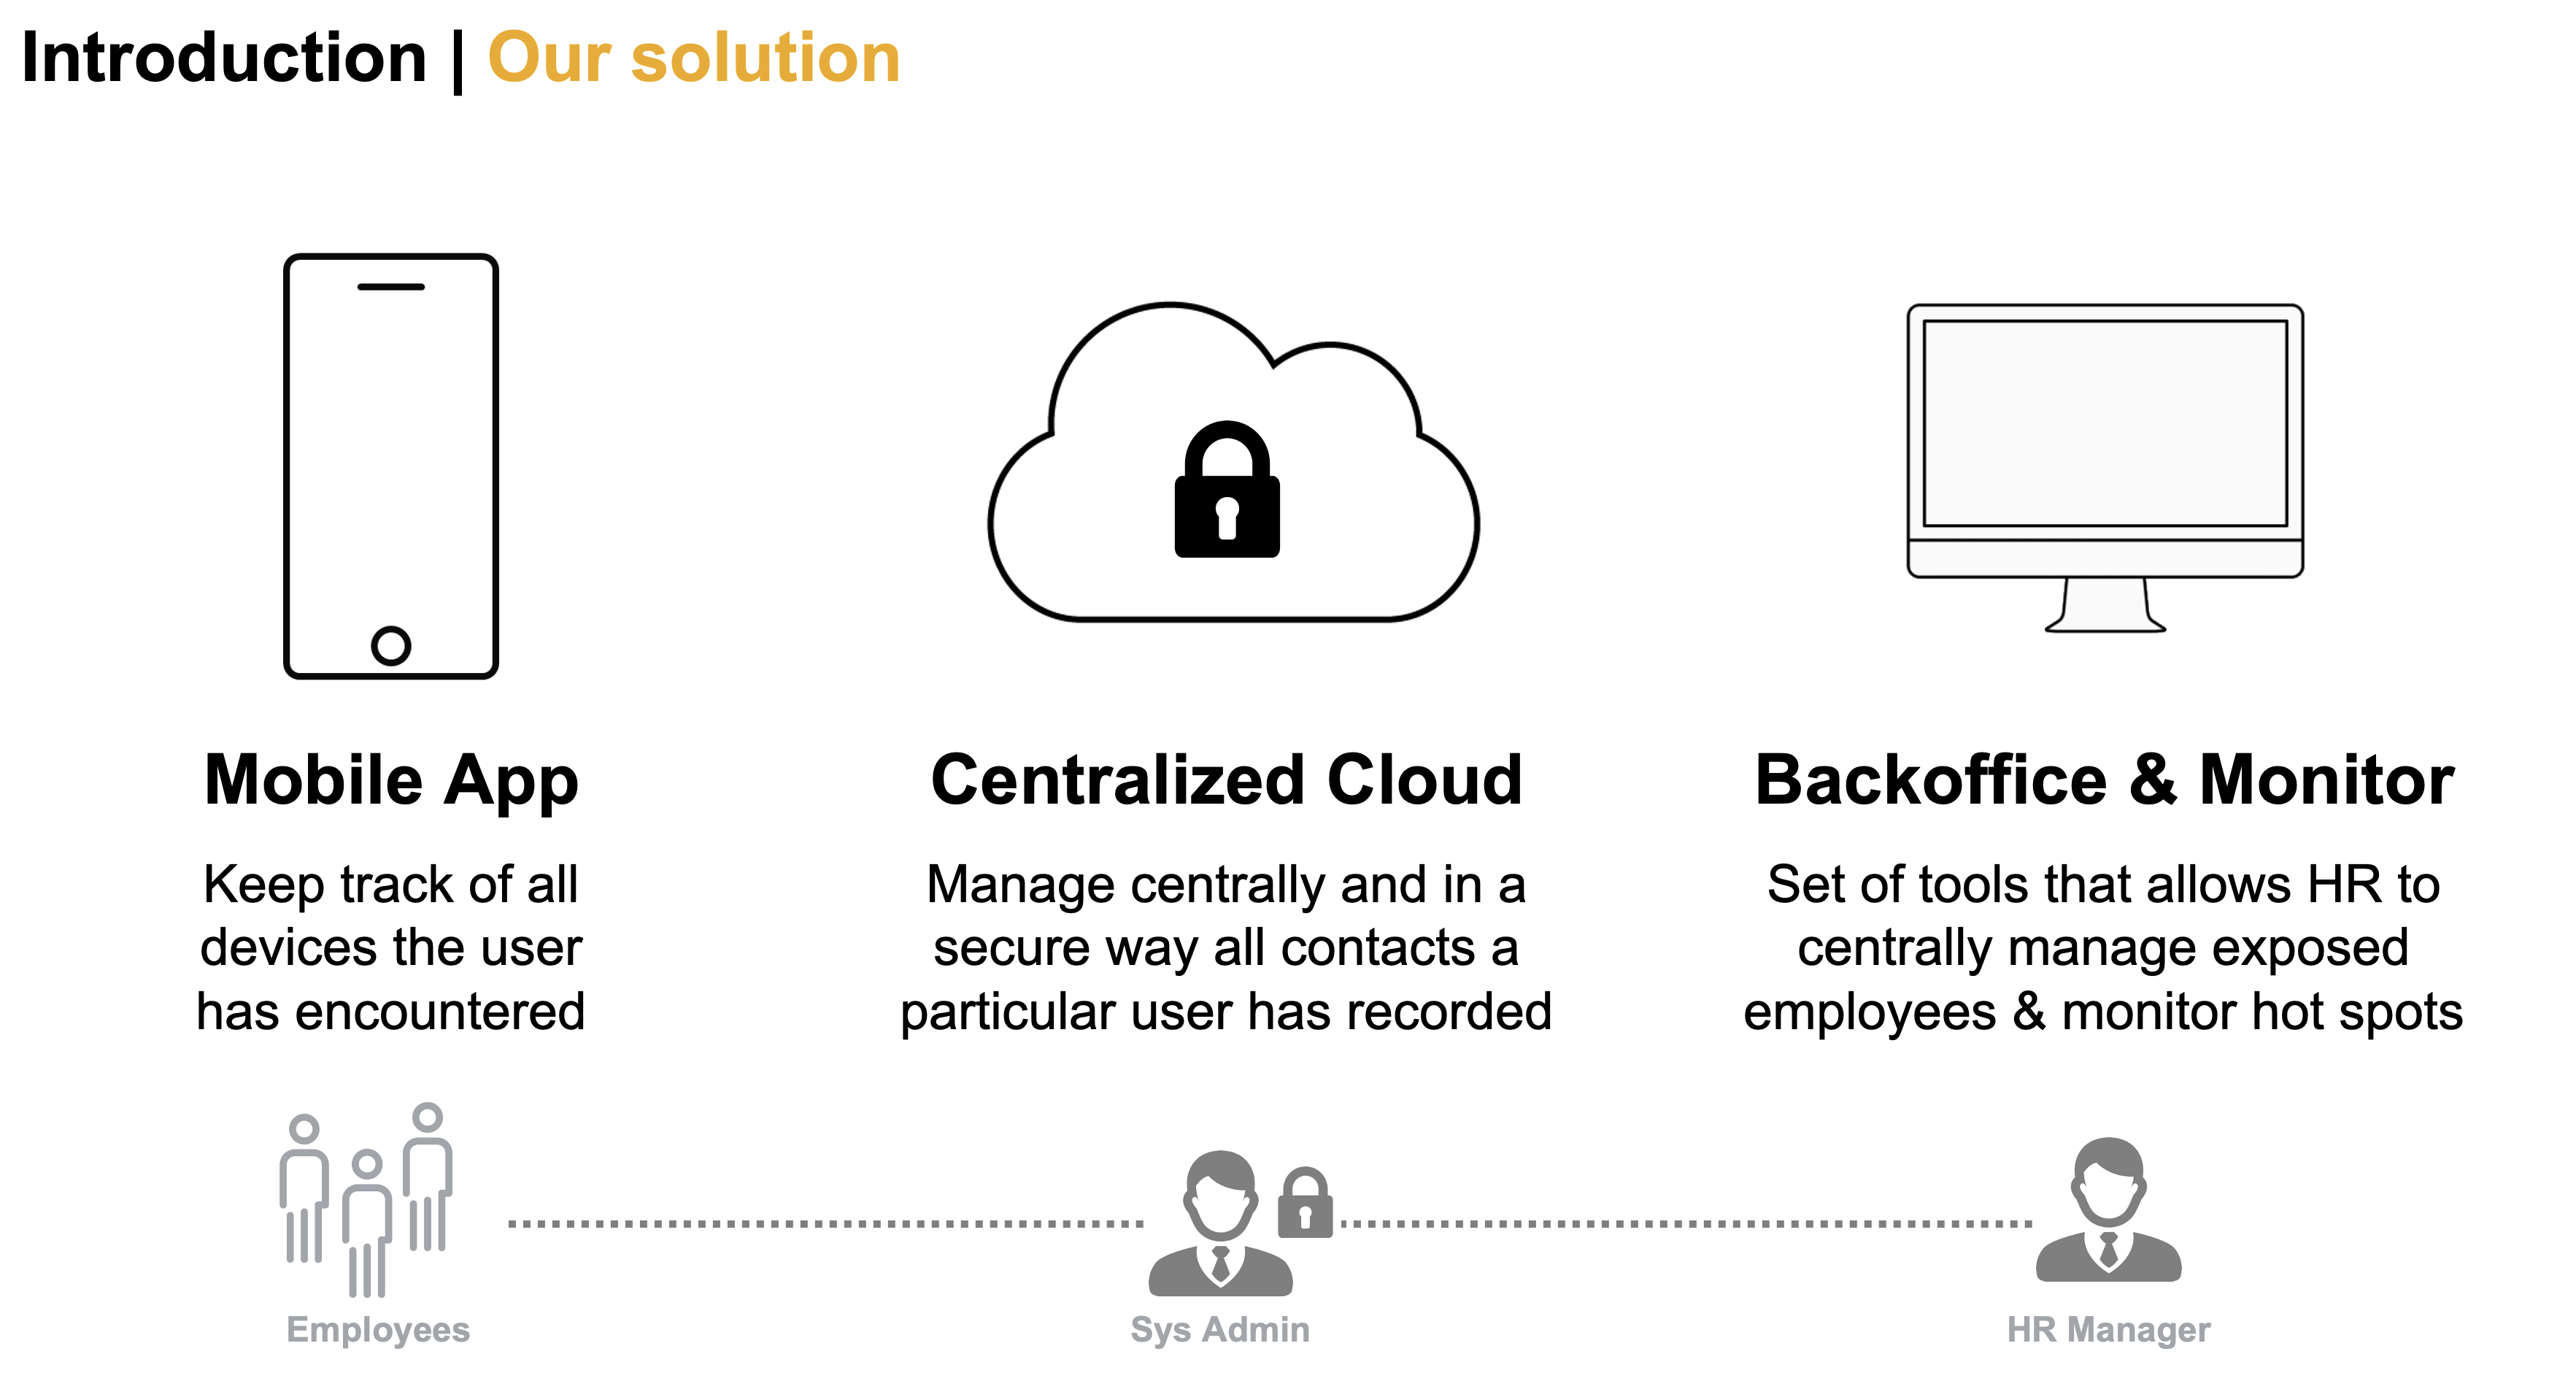 Introduction | Our solution
Mobile App
Keep track of all
devices the user
has encountered
Centralized Cloud
Manage centrally and in a
secure way all contacts a
particular user has recorded
Backoffice & Monitor
Set of tools that allows HR to
centrally manage exposed
employees & monitor hot spots
Employees
Sys Admin
HR Manager